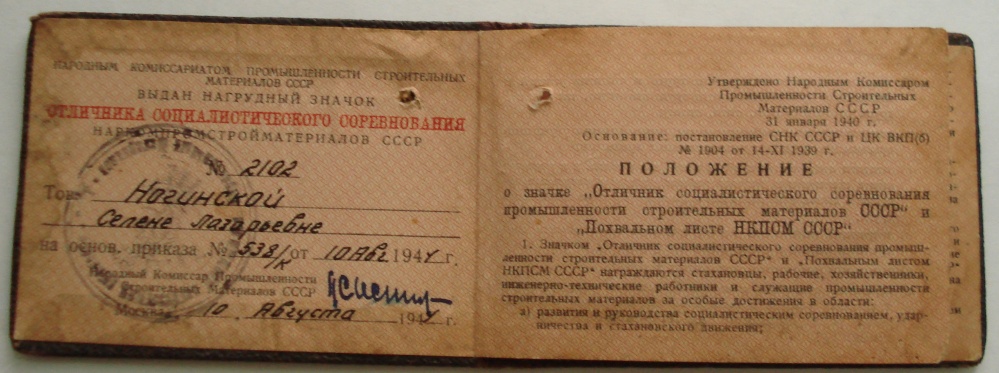 НАРОДНЫМ КОМИССАРИАТОМ ПРОМЫШЛЕННОСТИ СТРОИТЕЛЬНЫХ
МАТЕРИАЛОВ СССР
ВЫДАН НАГРУДНЫЙ ЗНАЧОК
ОТЛИЧНИКА СОЦИАЛИСТИЧЕСКОГО СОРЕВНОВАНИЯ
НАРКОМПРОМСТРОЙМАТЕРИАЛОВ СССР
№ 2102
Тов. Ногинской
Селене Лазарьевне
на основ. приказа № 538/к от 10 Авг 1944 г.
Народный Комиссар Промышленности
Строительных Материалов СССР
Москва 10 Августа 1944 г.
Утверждено Народным Комиссаром
Промышленности Строительных
Материалов СССР
31 января 1940 г.
Основание: постановление СНК СССР и ЦК ВКП(б)
№ 1904 от 14-XI 1939 г.
ПОЛОЖЕНИЕ
о значке „Отличник социалистического соревнования
промышленности строительных материалов СССР“ и
„Похвальном листе НКПСМ СССР“
1. Значком „Отличник социалистического соревнования промыш-
ленности строительных материалов СССР“ и „Похвальным листом
НКПСМ СССР“ награждаются стахановцы, рабочие, хозяйственники,
инженерно-технические работники и служащие промышленности
строительных материалов за особые достижения в области:
а) развития и руководства социалистическим соревнованием, удар-
ничества и стахановского движения;